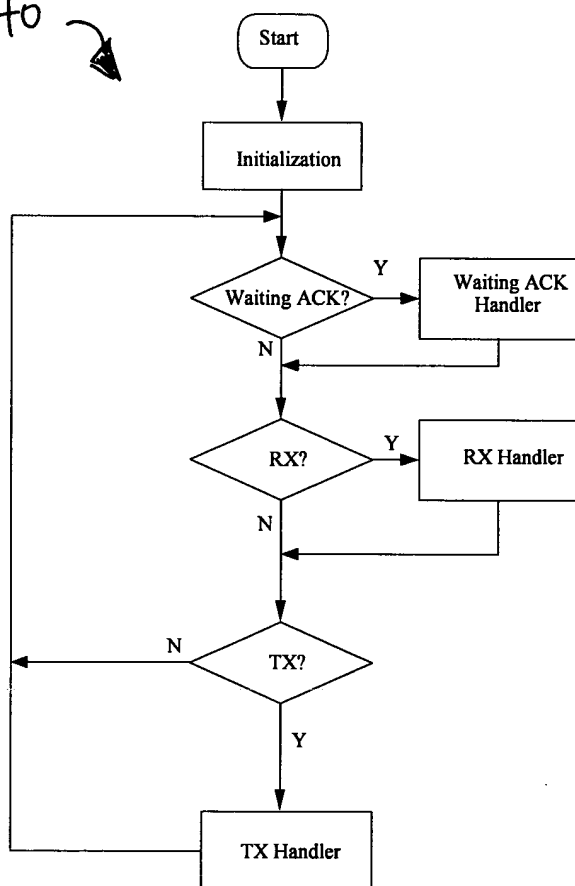 to
Start
Initialization
Waiting ACK?
Y
Waiting ACK
Handler
N
RX?
Y
RX Handler
N
TX?
N
Y
TX Handler